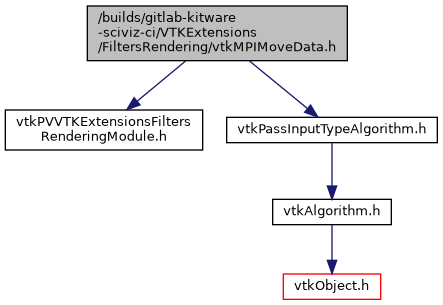 /builds/gitlab-kitware
-sciviz-ci/VTKExtensions
/FiltersRendering/vtkMPIMoveData.h
vtkPVVTKExtensionsFilters
RenderingModule.h
vtkPassInputTypeAlgorithm.h
vtkAlgorithm.h
vtkObject.h